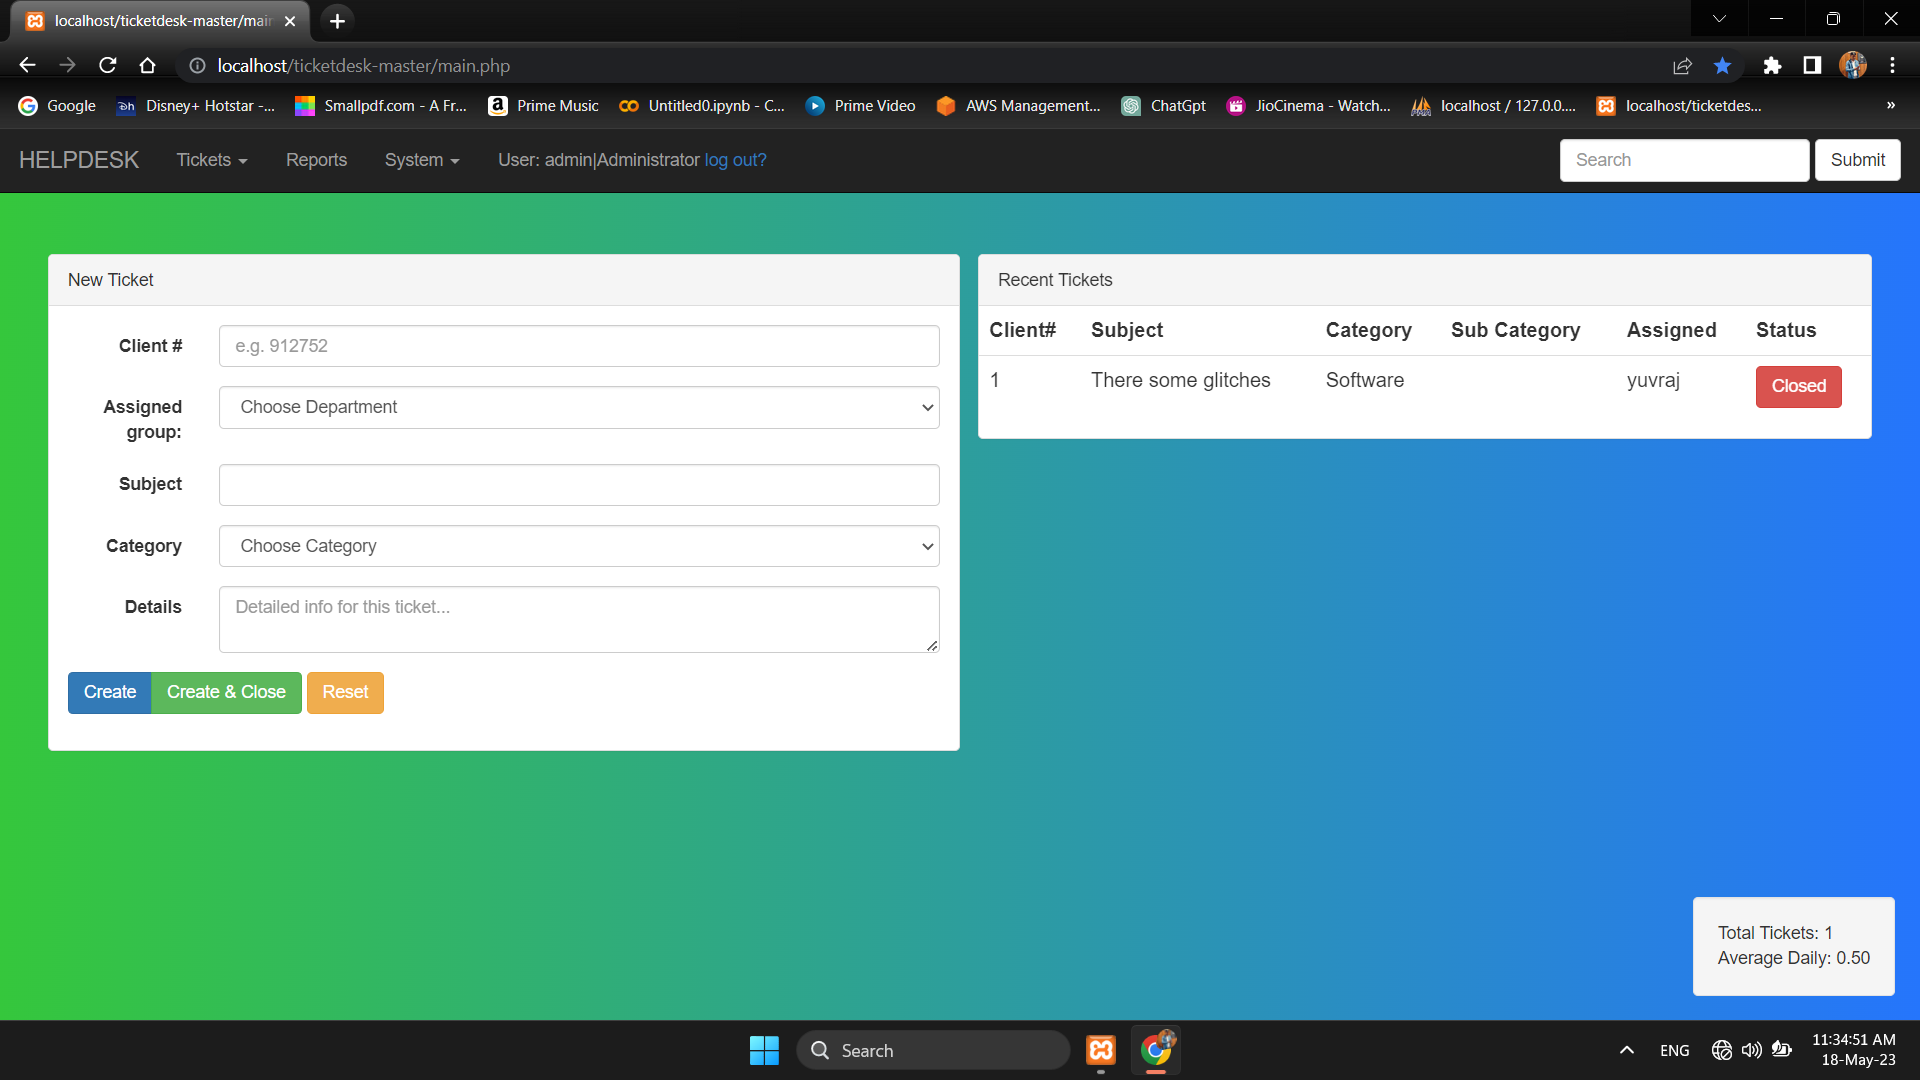 localhost/ticketdesk-master/mai
localhost/ticketdesk-master/main.php
Google
Disney+ Hotstar -...
Smallpdf.com - A Fr...
Prime Music
Untitled0.ipynb - C...
Prime Video
AWS Management...
ChatGpt
JioCinema - Watch...
localhost / 127.0.0....
localhost/ticketdes...
HELPDESK
Tickets
Reports
System
User: admin|Administrator log out?
Search
Submit
New Ticket
Client #
e.g. 912752
Assigned
group:
Choose Department
Subject
Category
Choose Category
Details
Detailed info for this ticket...
Create
Create & Close
Reset
Recent Tickets
Client# Subject Category Sub Category Assigned Status
1 There some glitches Software yuvraj Closed
Total Tickets: 1
Average Daily: 0.50
Search
ENG
11:34:51 AM
18-May-23